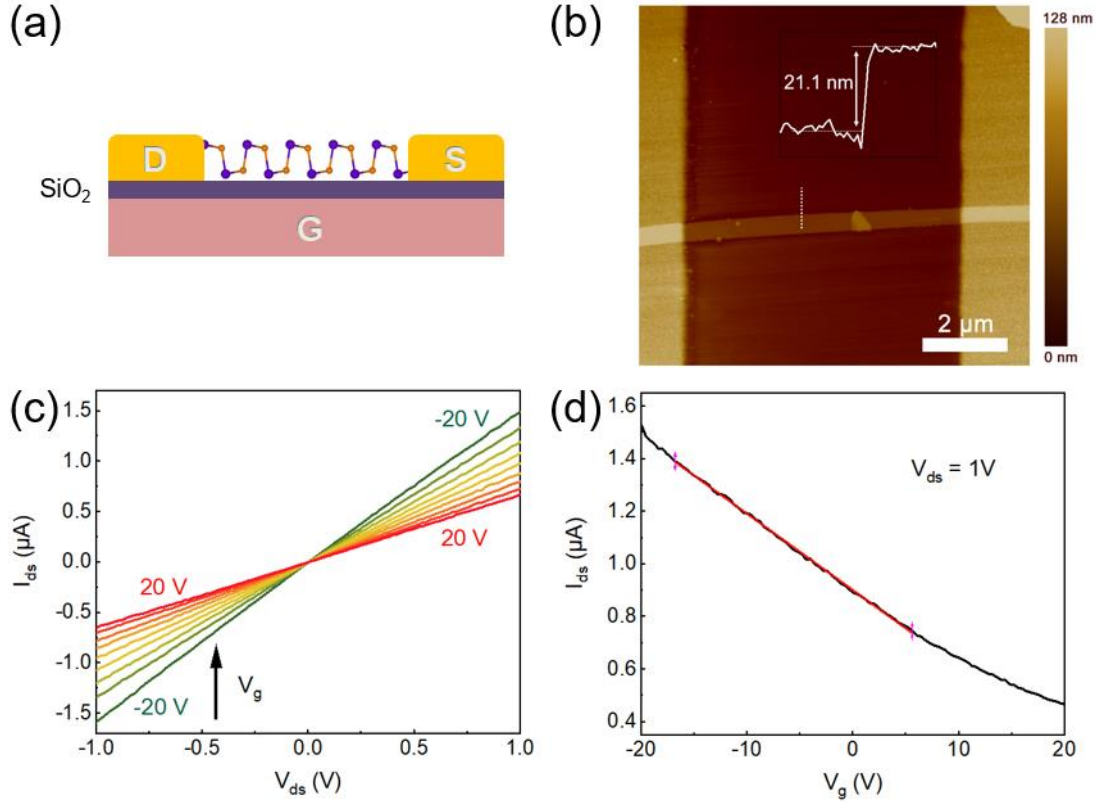 (a)
D
S
SiO₂
G
(b)
21.1 nm
2 µm
128 nm
0 nm
(c)
Ids (µA)
1.5
1.0
0.5
0.0
-0.5
-1.0
-1.5
-20 V
20 V
20 V
-20 V
Vg
-1.0 -0.5 0.0 0.5 1.0
Vds (V)
(d)
Ids (µA)
1.6
1.4
1.2
1.0
0.8
0.6
0.4
Vds = 1V
-20 -10 0 10 20
Vg (V)